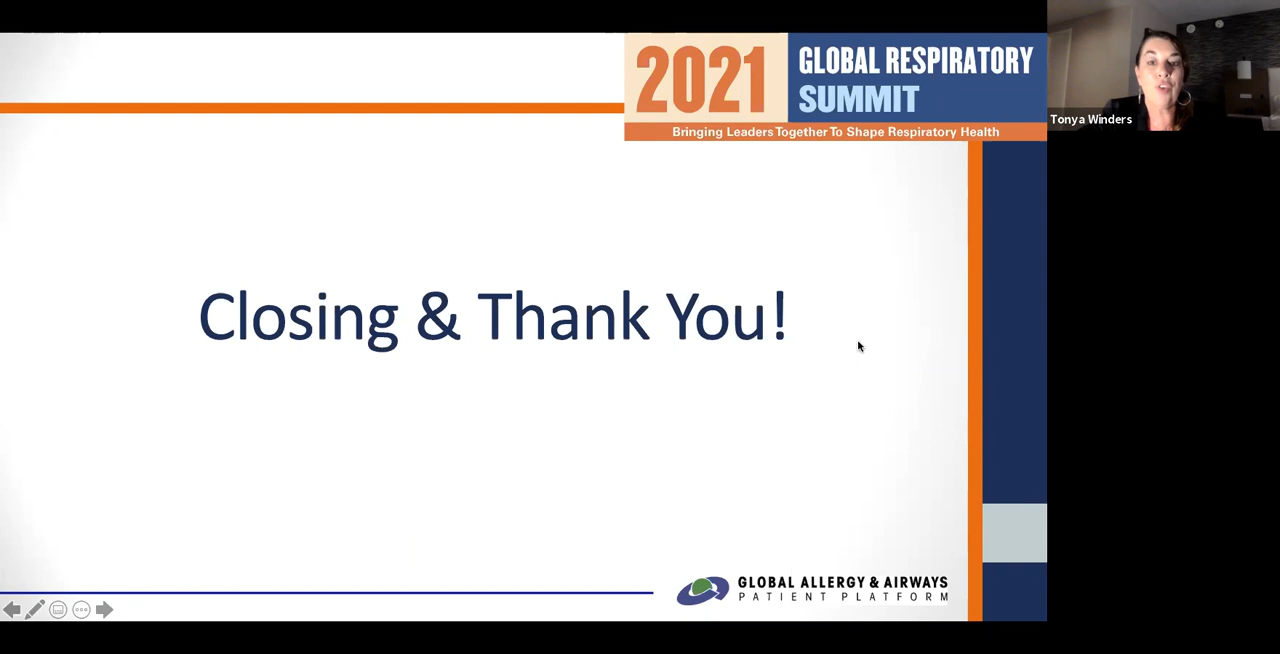 2021
GLOBAL RESPIRATORY
SUMMIT
Bringing Leaders Together To Shape Respiratory Health
Tonya Winders
Closing & Thank You!
GLOBAL ALLERGY & AIRWAYS
PATIENT PLATFORM